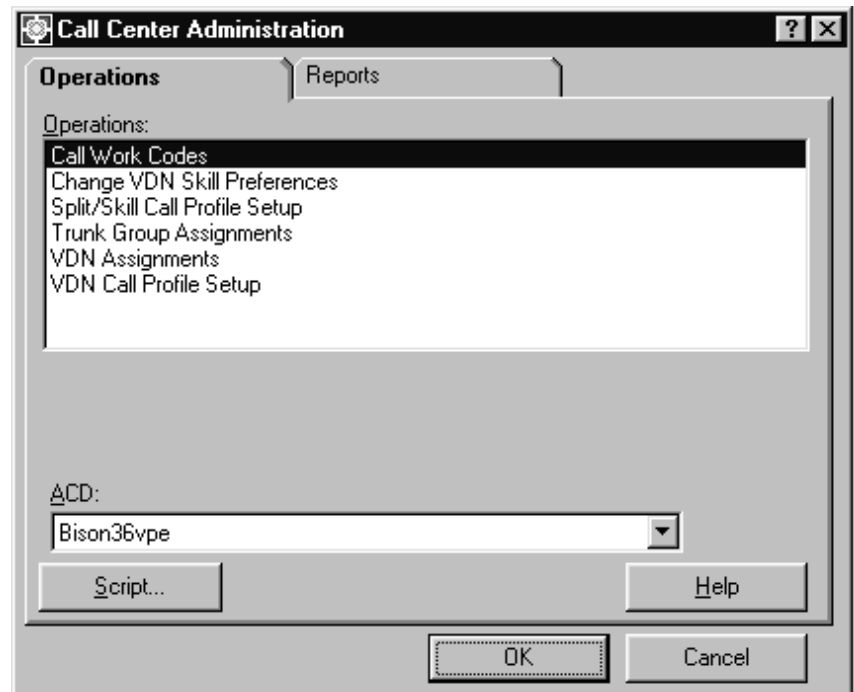 Call Center Administration
Operations
Reports
Operations:
Call Work Codes
Change VDN Skill Preferences
Split/Skill Call Profile Setup
Trunk Group Assignments
VDN Assignments
VDN Call Profile Setup
ACD:
Bison36vpe
Script...
Help
OK
Cancel